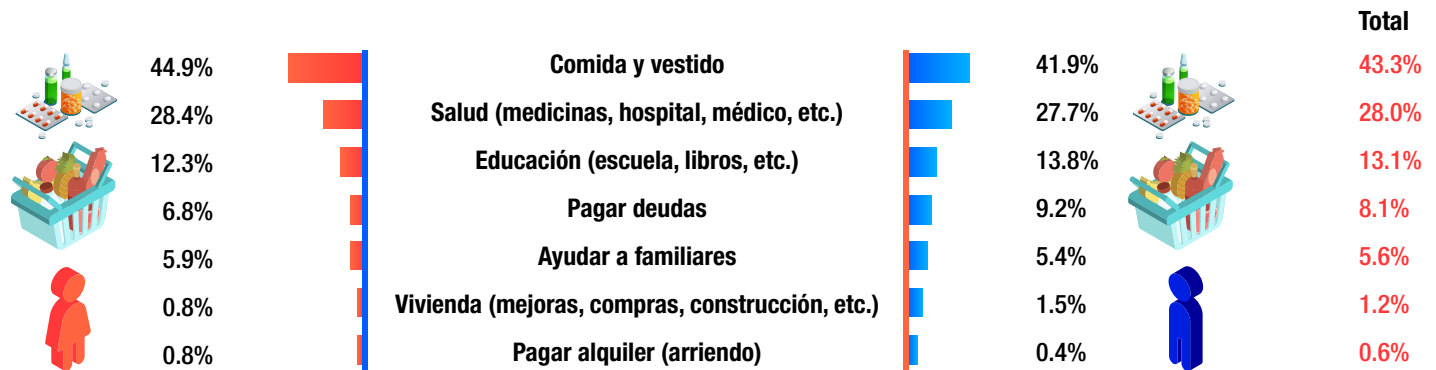 Total
44.9% Comida y vestido 41.9% 43.3%
28.4% Salud (medicinas, hospital, médico, etc.) 27.7% 28.0%
12.3% Educación (escuela, libros, etc.) 13.8% 13.1%
6.8% Pagar deudas 9.2% 8.1%
5.9% Ayudar a familiares 5.4% 5.6%
0.8% Vivienda (mejoras, compras, construcción, etc.) 1.5% 1.2%
0.8% Pagar alquiler (arriendo) 0.4% 0.6%